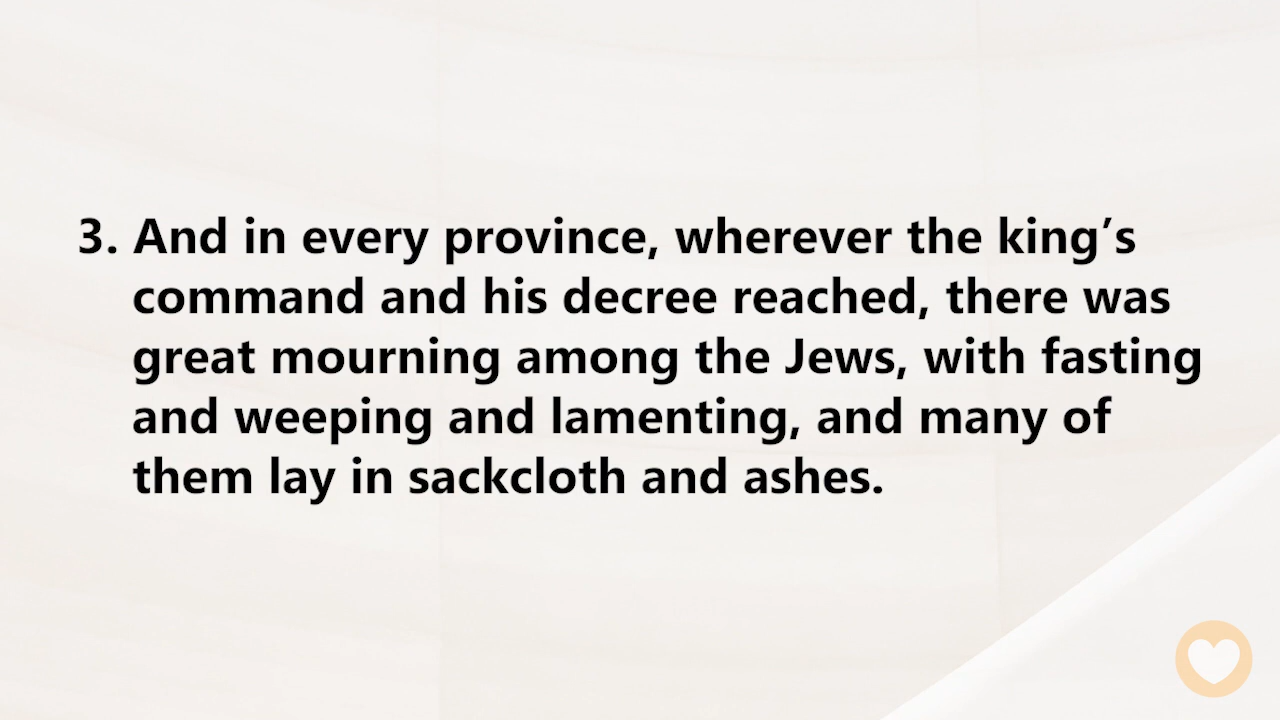 3. And in every province, wherever the king’s
command and his decree reached, there was
great mourning among the Jews, with fasting
and weeping and lamenting, and many of
them lay in sackcloth and ashes.